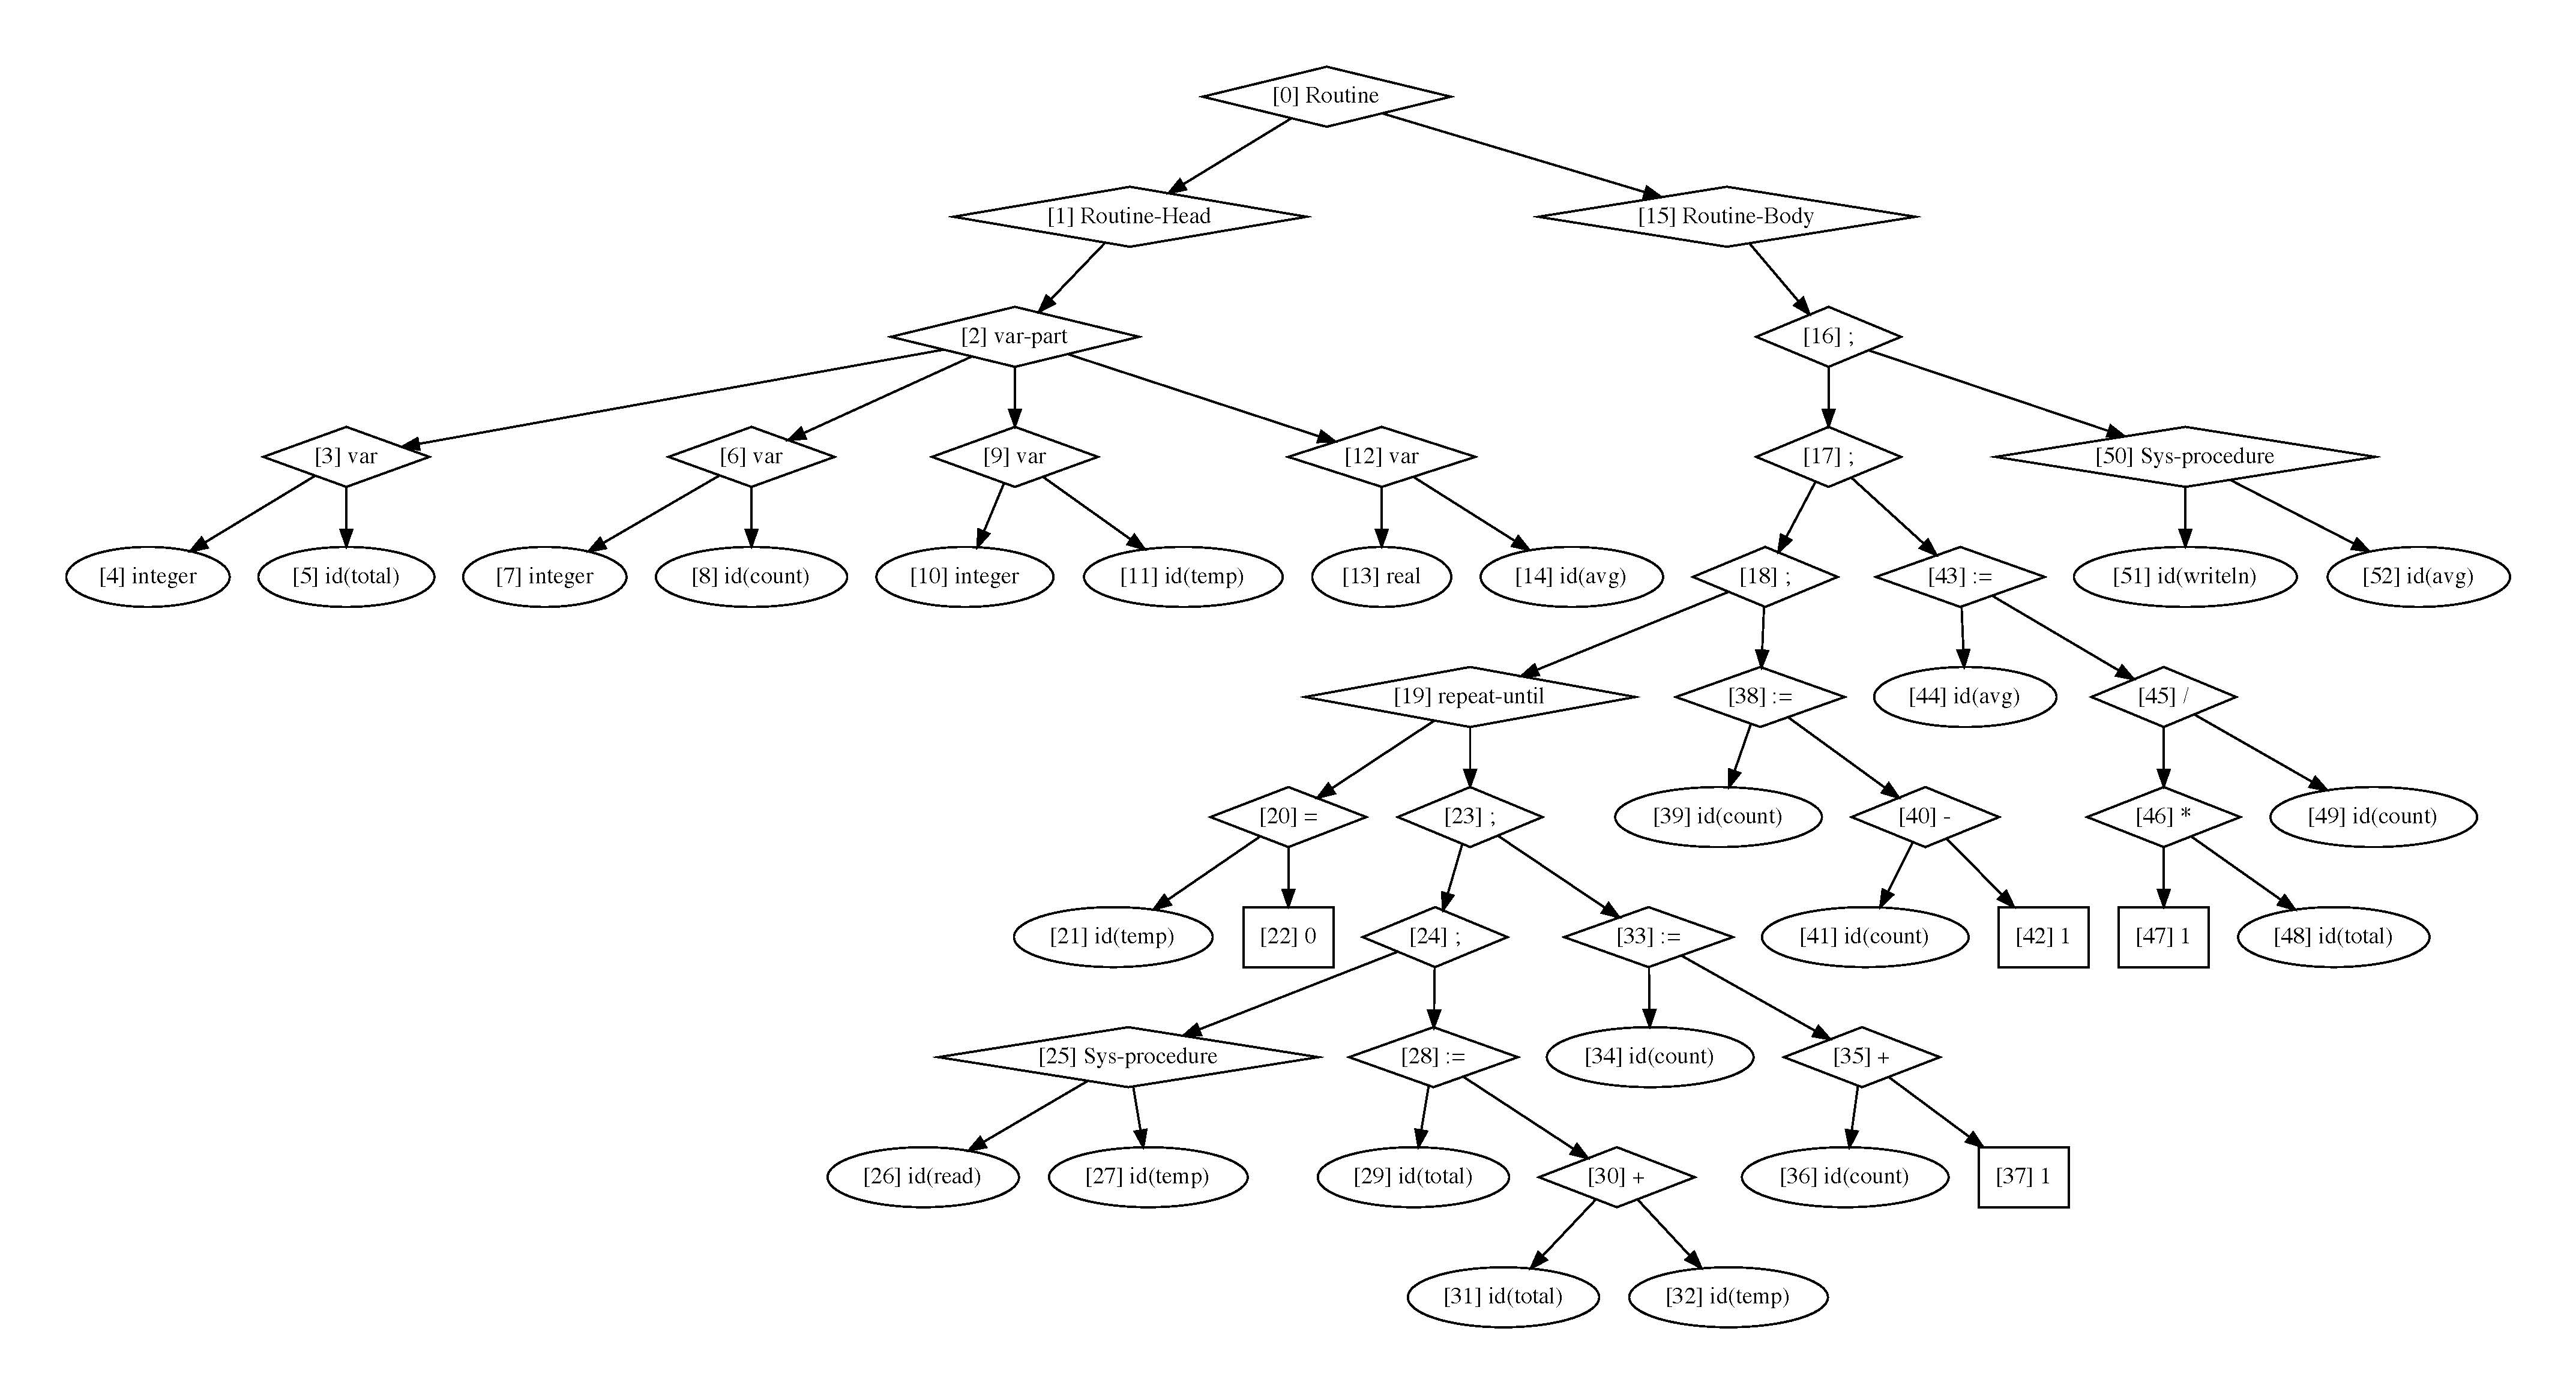 [0] Routine
[1] Routine-Head
[15] Routine-Body
[2] var-part
[16] ;
[3] var
[6] var
[9] var
[12] var
[17] ;
[50] Sys-procedure
[4] integer
[5] id(total)
[7] integer
[8] id(count)
[10] integer
[11] id(temp)
[13] real
[14] id(avg)
[18] ;
[43] :=
[51] id(writeln)
[52] id(avg)
[19] repeat-until
[38] :=
[44] id(avg)
[45] /
[20] =
[23] ;
[39] id(count)
[40] -
[46] *
[49] id(count)
[21] id(temp)
[22] 0
[24] ;
[33] :=
[41] id(count)
[42] 1
[47] 1
[48] id(total)
[25] Sys-procedure
[28] :=
[34] id(count)
[35] +
[26] id(read)
[27] id(temp)
[29] id(total)
[30] +
[36] id(count)
[37] 1
[31] id(total)
[32] id(temp)